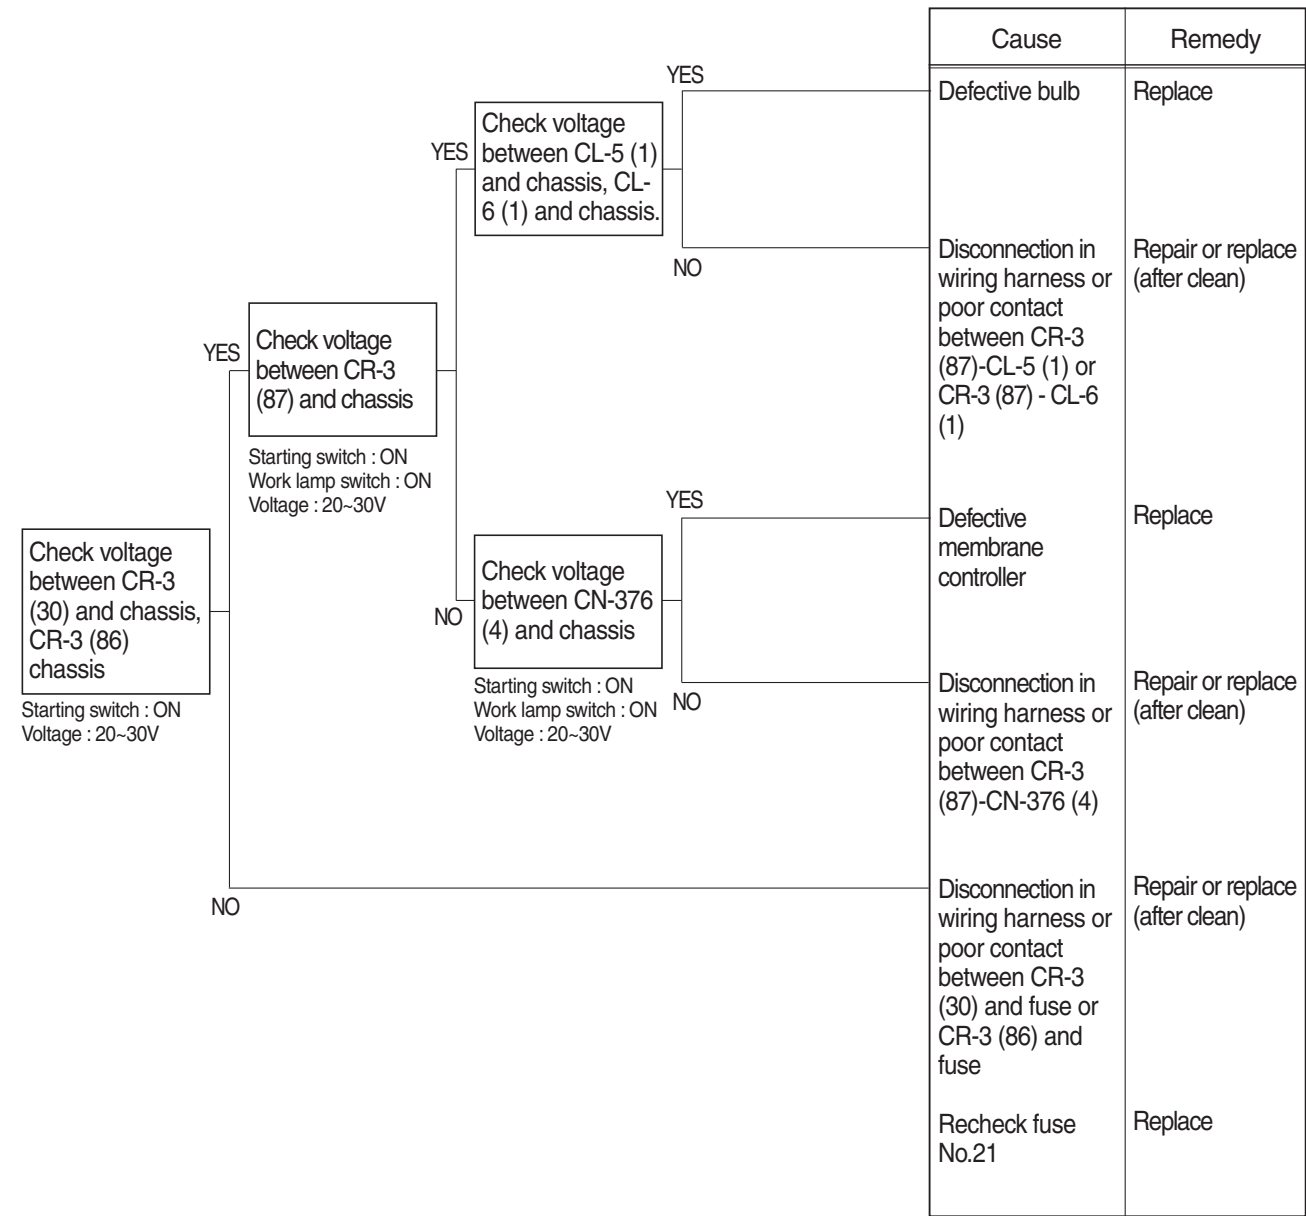 Cause
Remedy
YES
Defective bulb
Replace
Check voltage
between CL-5 (1)
and chassis, CL-
6 (1) and chassis.
YES
NO
Disconnection in
wiring harness or
poor contact
between CR-3
(87)-CL-5 (1) or
CR-3 (87) - CL-6
(1)
Repair or replace
(after clean)
YES
Check voltage
between CR-3
(87) and chassis
Starting switch : ON
Work lamp switch : ON
Voltage : 20~30V
YES
Defective
membrane
controller
Replace
Check voltage
between CR-3
(30) and chassis,
CR-3 (86)
chassis
Starting switch : ON
Voltage : 20~30V
NO
Check voltage
between CN-376
(4) and chassis
Starting switch : ON
Work lamp switch : ON
Voltage : 20~30V
NO
Disconnection in
wiring harness or
poor contact
between CR-3
(87)-CN-376 (4)
Repair or replace
(after clean)
NO
Disconnection in
wiring harness or
poor contact
between CR-3
(30) and fuse or
CR-3 (86) and
fuse
Repair or replace
(after clean)
Recheck fuse
No.21
Replace